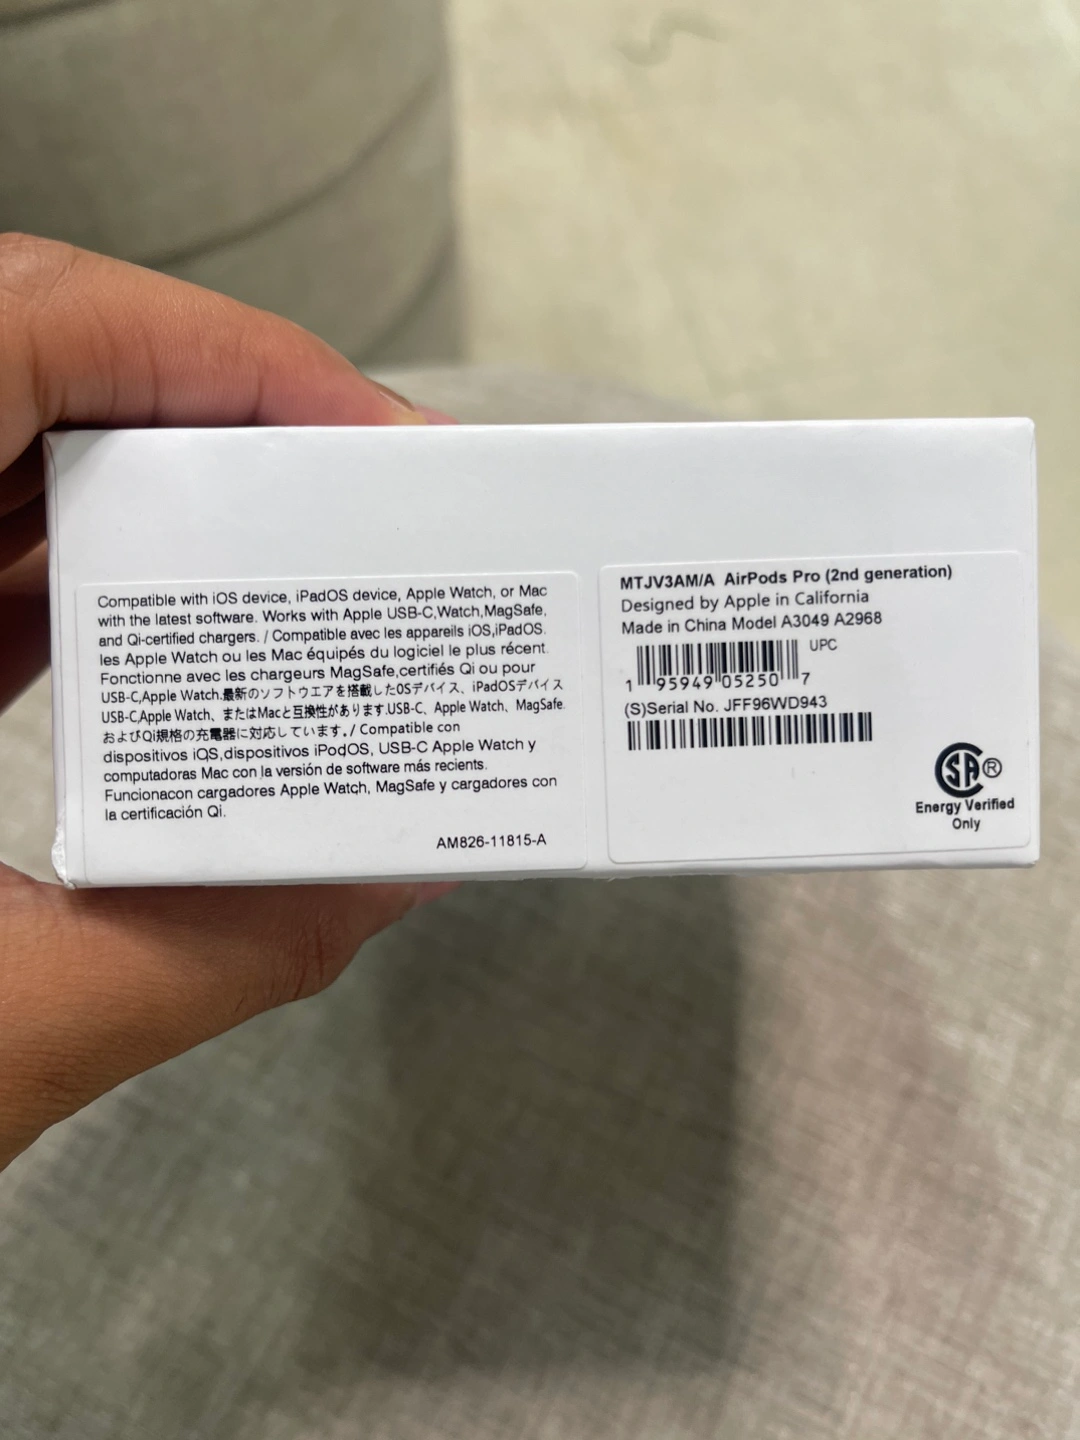 Compatible with iOS device, iPadOS device, Apple Watch, or Mac
with the latest software. Works with Apple USB-C,Watch,MagSafe,
and Qi-certified chargers. / Compatible avec les appareils iOS,iPadOS.
les Apple Watch ou les Mac équipés du logiciel le plus récent.
Fonctionne avec les chargeurs MagSafe,certifiés Qi ou pour
USB-C,Apple Watch.最新のソフトウエアを搭載した0Sデバイス、iPadOSデバイス
USB-C,Apple Watch、またはMacと互換性があります.USB-C、Apple Watch、MagSafe.
およびQi規格の充電器に対応しています./ Compatible con
dispositivos iQS,dispositivos iPodOS, USB-C Apple Watch y
computadoras Mac con la versión de software más recients.
Funcionacon cargadores Apple Watch, MagSafe y cargadores con
la certificación Qi.
AM826-11815-A
MTJV3AM/A AirPods Pro (2nd generation)
Designed by Apple in California
Made in China Model A3049 A2968
UPC
1 95949 05250 7
(S)Serial No. JFF96WD943
SA ®
Energy Verified
Only